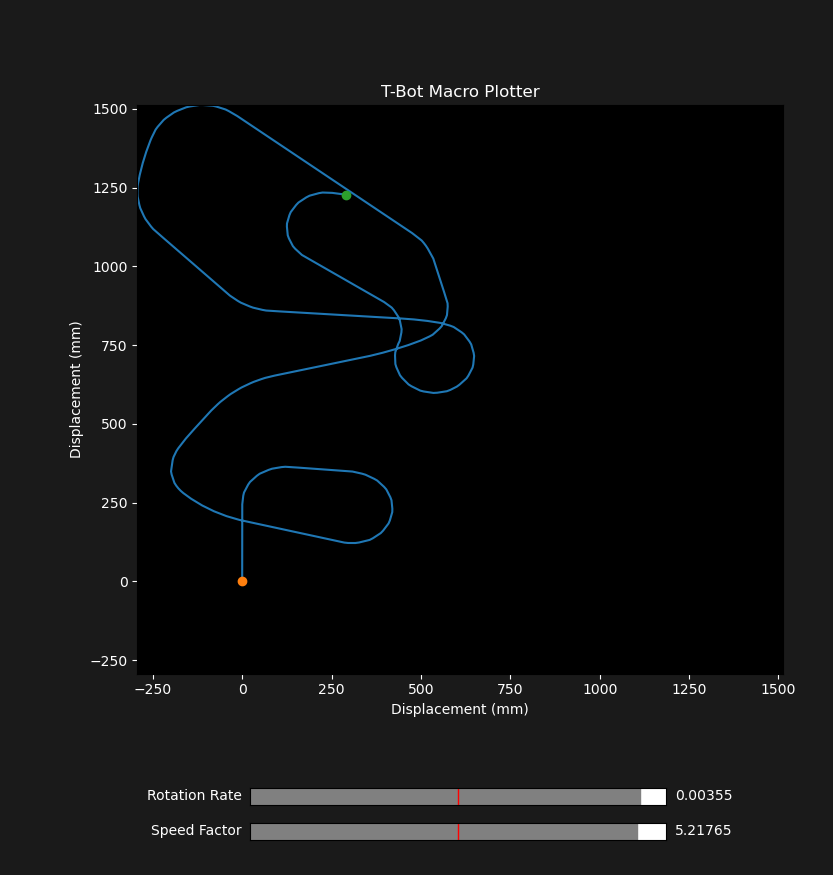 T-Bot Macro Plotter
1500
1250
1000
750
500
250
0
−250
Displacement (mm)
−250 0 250 500 750 1000 1250 1500
Displacement (mm)
Rotation Rate 0.00355
Speed Factor 5.21765